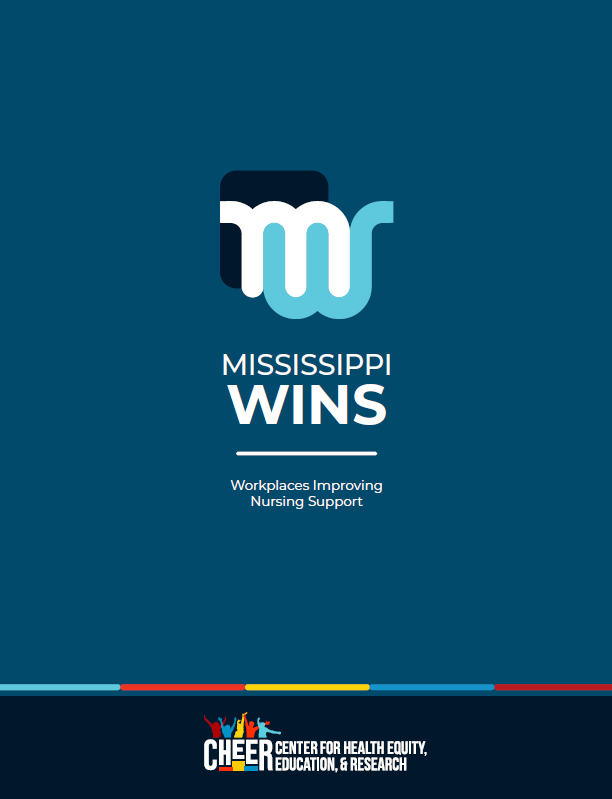 MISSISSIPPI
WINS
Workplaces Improving
Nursing Support
CHEER CENTER FOR HEALTH EQUITY,
EDUCATION, & RESEARCH